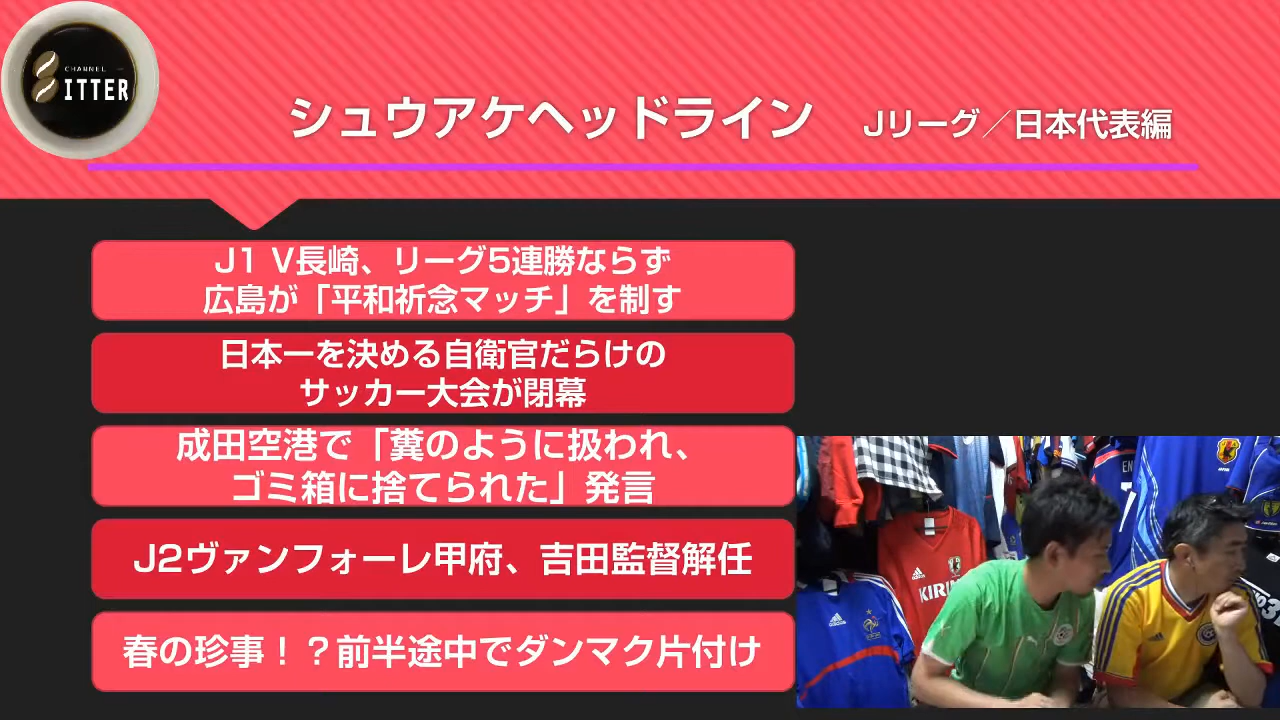 CHANNEL
BITTER
シュウアケヘッドライン Jリーグ／日本代表編
J1 V長崎、リーグ5連勝ならず
広島が「平和祈念マッチ」を制す
日本一を決める自衛官だらけの
サッカー大会が閉幕
成田空港で「糞のように扱われ、
ゴミ箱に捨てられた」発言
J2ヴァンフォーレ甲府、吉田監督解任
春の珍事！？前半途中でダンマク片付け
adidas
KIRIN